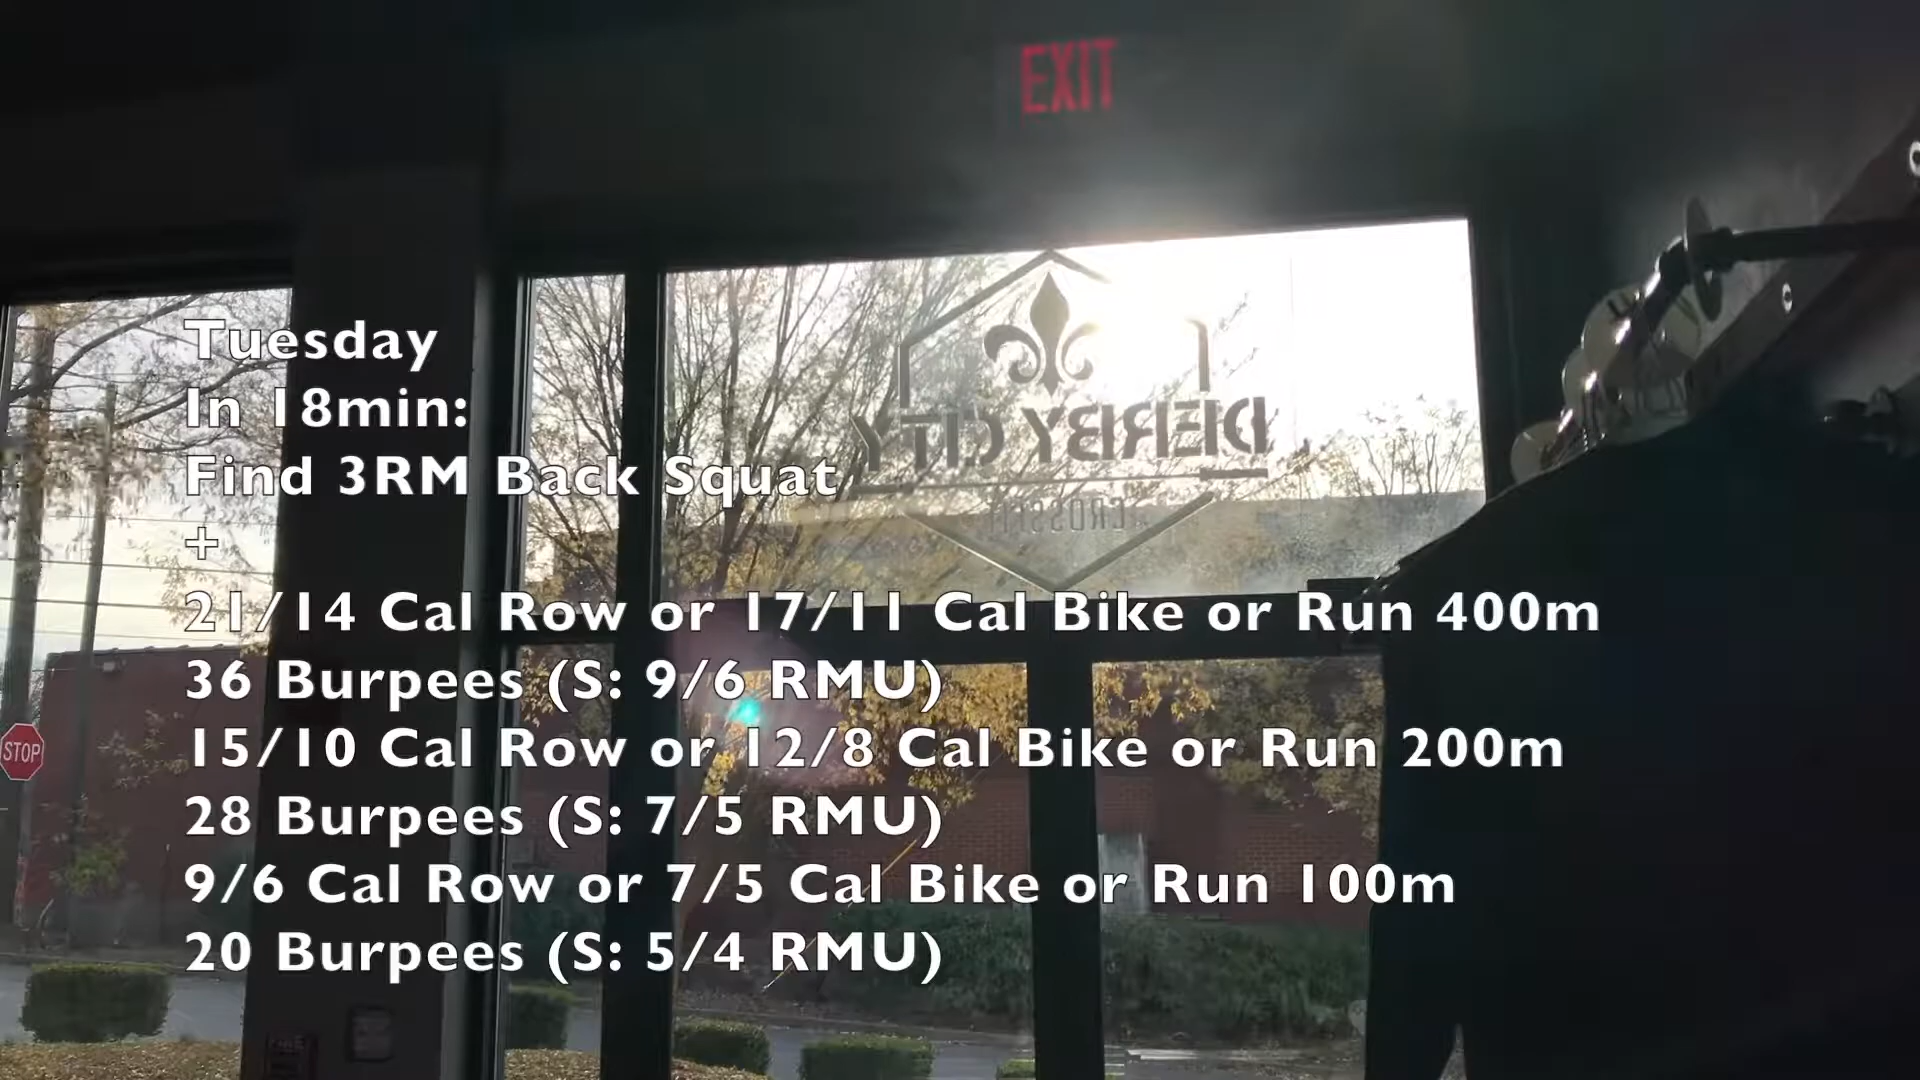 EXIT
DERBY CITY
CROSSFIT
STOP
Tuesday
In 18min:
Find 3RM Back Squat
+
21/14 Cal Row or 17/11 Cal Bike or Run 400m
36 Burpees (S: 9/6 RMU)
15/10 Cal Row or 12/8 Cal Bike or Run 200m
28 Burpees (S: 7/5 RMU)
9/6 Cal Row or 7/5 Cal Bike or Run 100m
20 Burpees (S: 5/4 RMU)